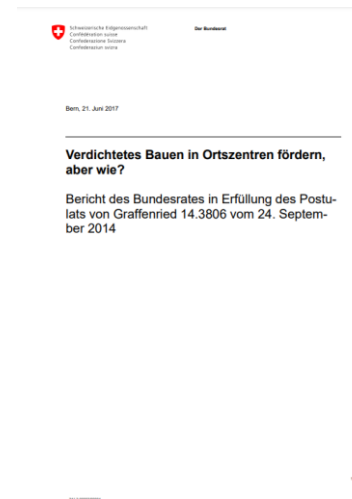 Schweizerische Eidgenossenschaft
Confédération suisse
Confederazione Svizzera
Confederaziun svizra
Der Bundesrat
Bern, 21. Juni 2017
Verdichtetes Bauen in Ortszentren fördern,
aber wie?
Bericht des Bundesrates in Erfüllung des Postu-
lats von Graffenried 14.3806 vom 24. Septem-
ber 2014